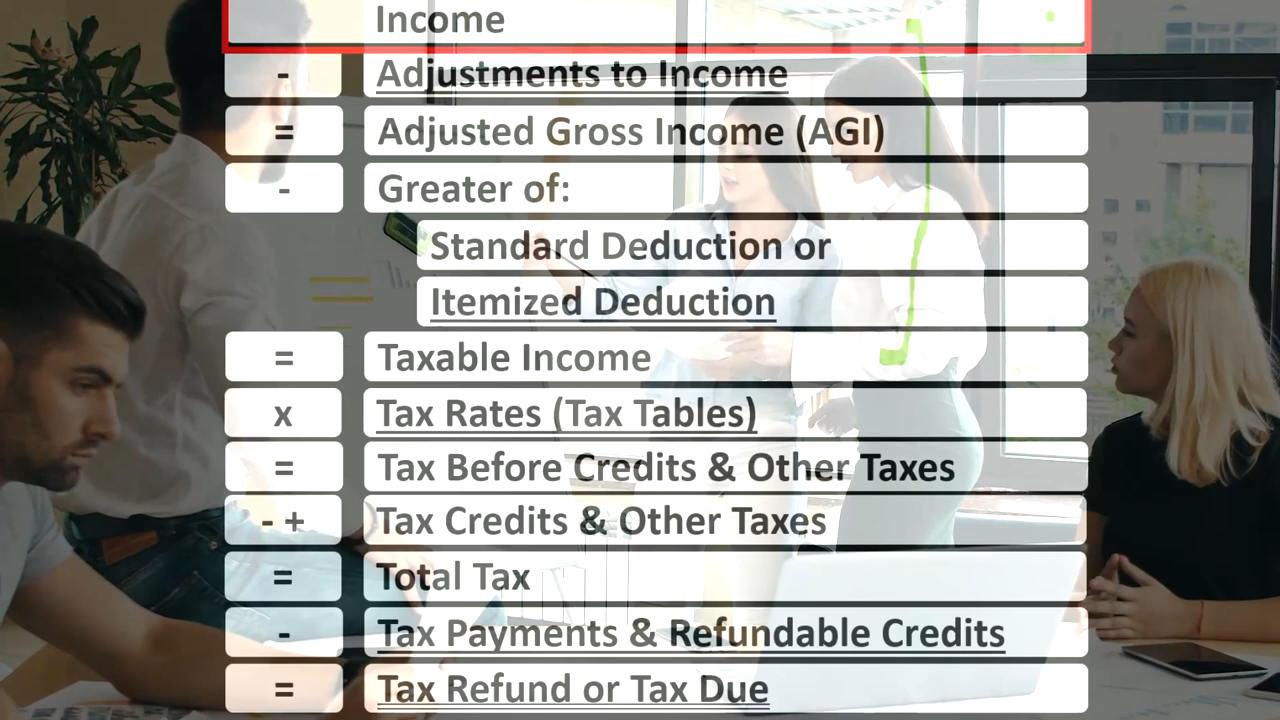 Income
- Adjustments to Income
= Adjusted Gross Income (AGI)
- Greater of:
Standard Deduction or
Itemized Deduction
= Taxable Income
x Tax Rates (Tax Tables)
= Tax Before Credits & Other Taxes
- + Tax Credits & Other Taxes
= Total Tax
- Tax Payments & Refundable Credits
= Tax Refund or Tax Due